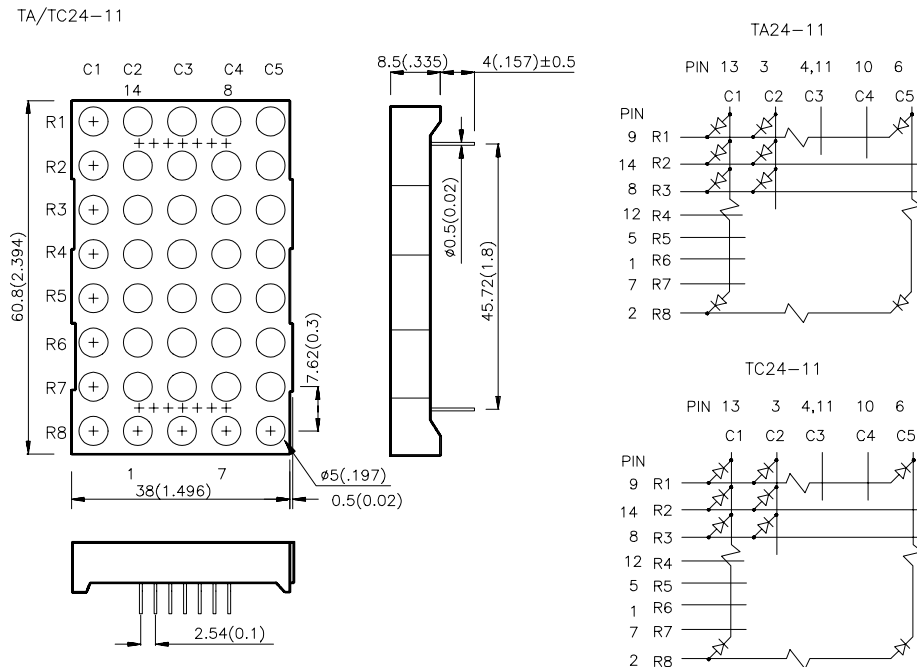 TA/TC24-11
C1 C2 C3 C4 C5
14 8
R1
R2
R3
R4
R5
R6
R7
R8
60.8(2.394)
7.62(0.3)
1 7
ø5(.197)
38(1.496)
0.5(0.02)
2.54(0.1)
8.5(.335) 4(.157)±0.5
ø0.5(0.02)
45.72(1.8)
TA24-11
PIN 13 3 4,11 10 6
C1 C2 C3 C4 C5
PIN
9 R1
14 R2
8 R3
12 R4
5 R5
1 R6
7 R7
2 R8
TC24-11
PIN 13 3 4,11 10 6
C1 C2 C3 C4 C5
PIN
9 R1
14 R2
8 R3
12 R4
5 R5
1 R6
7 R7
2 R8